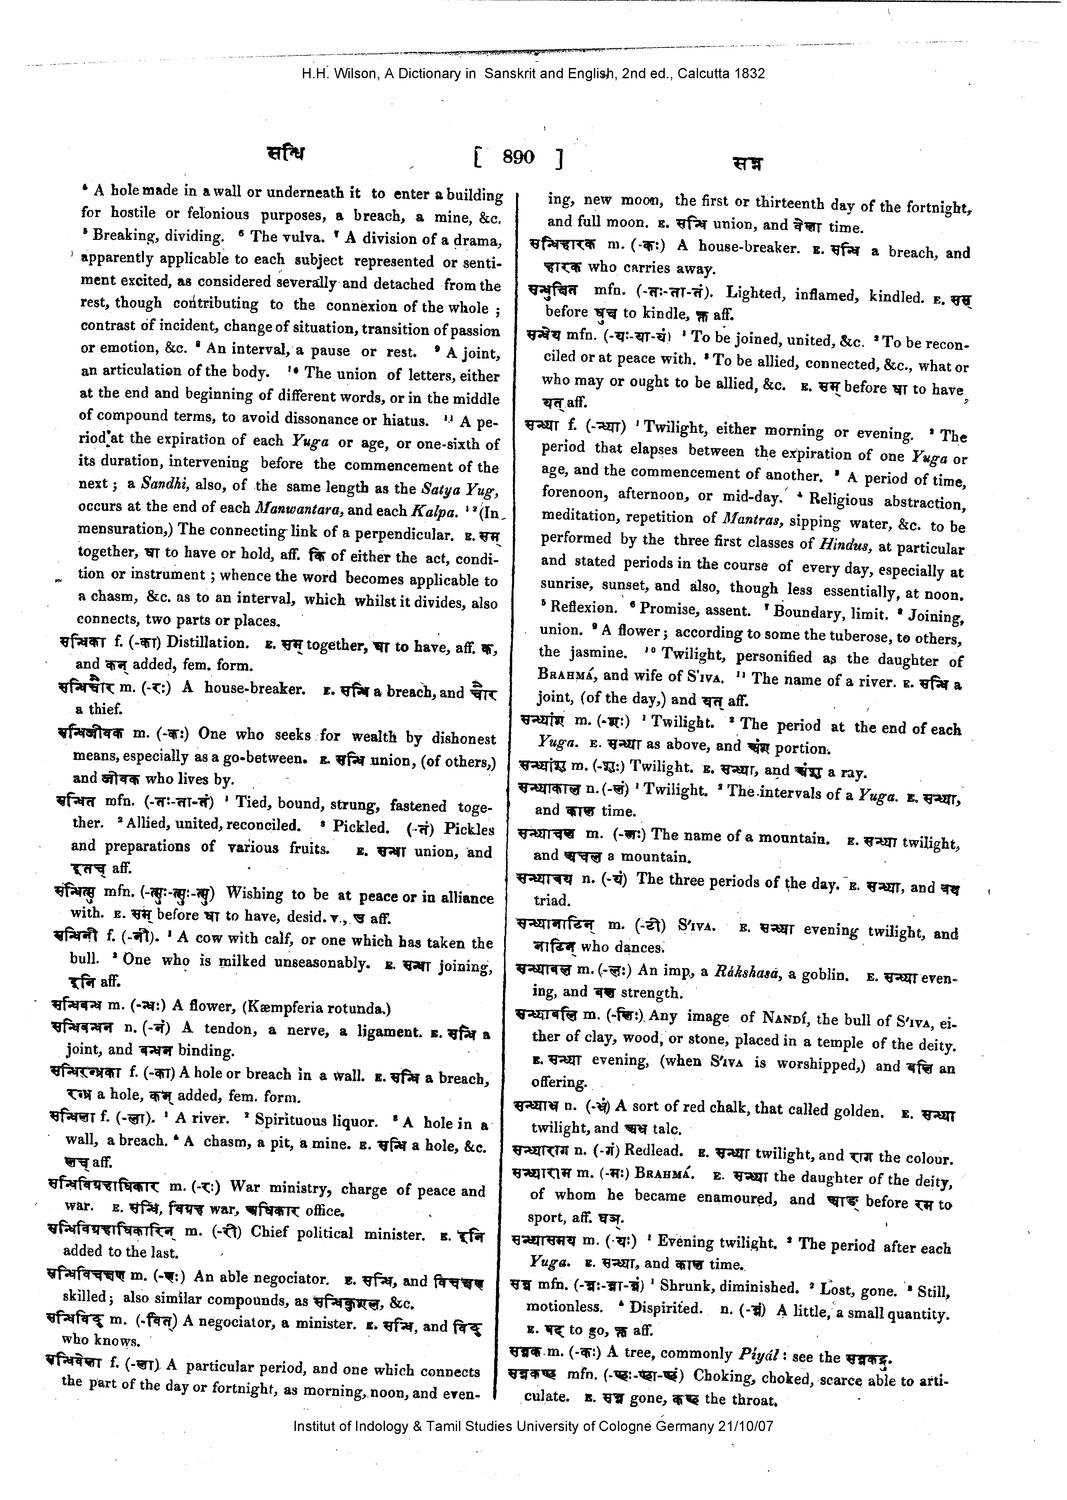 H.H. Wilson, A Dictionary in Sanskrit and English, 2nd ed., Calcutta 1832
सन्धि
[ 890 ]
सन्न
⁴ A hole made in a wall or underneath it to enter a building
for hostile or felonious purposes, a breach, a mine, &c.
⁵ Breaking, dividing. ⁶ The vulva. ⁷ A division of a drama,
apparently applicable to each subject represented or senti-
ment excited, as considered severally and detached from the
rest, though contributing to the connexion of the whole ;
contrast of incident, change of situation, transition of passion
or emotion, &c. ⁸ An interval, a pause or rest. ⁹ A joint,
an articulation of the body. ¹⁰ The union of letters, either
at the end and beginning of different words, or in the middle
of compound terms, to avoid dissonance or hiatus. ¹¹ A pe-
riod at the expiration of each Yuga or age, or one-sixth of
its duration, intervening before the commencement of the
next ; a Sandhi, also, of the same length as the Satya Yug,
occurs at the end of each Manwantara, and each Kalpa. ¹² (In
mensuration,) The connecting link of a perpendicular. E. सम्
together, धा to have or hold, aff. कि of either the act, condi-
tion or instrument ; whence the word becomes applicable to
a chasm, &c. as to an interval, which whilst it divides, also
connects, two parts or places.
सन्धिका f. (-का) Distillation. E. सम् together, धा to have, aff. क,
and कन् added, fem. form.
सन्धिचौर m. (-रः) A house-breaker. E. सन्धि a breach, and चौर
a thief.
सन्धिजीवक m. (-कः) One who seeks for wealth by dishonest
means, especially as a go-between. E. सन्धि union, (of others,)
and जीवक who lives by.
सन्धित mfn. (-तः-ता-तं) ¹ Tied, bound, strung, fastened toge-
ther. ² Allied, united, reconciled. ³ Pickled. (-तं) Pickles
and preparations of various fruits. E. सन्धा union, and
इतच् aff.
सन्धित्सु mfn. (-त्सुः-त्सुः-त्सु) Wishing to be at peace or in alliance
with. E. सम् before धा to have, desid. v., उ aff.
सन्धिनी f. (-नी). ¹ A cow with calf, or one which has taken the
bull. ² One who is milked unseasonably. E. सन्धा joining,
इनि aff.
सन्धिबन्ध m. (-न्धः) A flower, (Kæmpferia rotunda.)
सन्धिबन्धन n. (-नं) A tendon, a nerve, a ligament. E. सन्धि a
joint, and बन्धन binding.
सन्धिरन्ध्रका f. (-का) A hole or breach in a wall. E. सन्धि a breach,
रन्ध्र a hole, कन् added, fem. form.
सन्धिला f. (-ला). ¹ A river. ² Spirituous liquor. ³ A hole in a
wall, a breach. ⁴ A chasm, a pit, a mine. E. सन्धि a hole, &c.
लच् aff.
सन्धिविग्रहाधिकार m. (-रः) War ministry, charge of peace and
war. E. सन्धि, विग्रह war, अधिकार office.
सन्धिविग्रहाधिकारिन् m. (-री) Chief political minister. E. इनि
added to the last.
सन्धिविचक्षण m. (-णः) An able negociator. E. सन्धि, and विचक्षण
skilled; also similar compounds, as सन्धिकुशल, &c.
सन्धिविद् m. (-वित्) A negociator, a minister. E. सन्धि, and विद्
who knows.
सन्धिवेला f. (-ला) A particular period, and one which connects
the part of the day or fortnight, as morning, noon, and even-
ing, new moon, the first or thirteenth day of the fortnight,
and full moon. E. सन्धि union, and वेला time.
सन्धिहारक m. (-कः) A house-breaker. E. सन्धि a breach, and
हारक who carries away.
सन्धुक्षित mfn. (-तः-ता-तं). Lighted, inflamed, kindled. E. सम्
before धुक्ष to kindle, क्त aff.
सन्धेय mfn. (-यः-या-यं) ¹ To be joined, united, &c. ² To be recon-
ciled or at peace with. ³ To be allied, connected, &c., what or
who may or ought to be allied, &c. E. सम् before धा to have,
यत् aff.
सन्ध्या f. (-न्ध्या) ¹ Twilight, either morning or evening. ² The
period that elapses between the expiration of one Yuga or
age, and the commencement of another. ³ A period of time,
forenoon, afternoon, or mid-day. ⁴ Religious abstraction,
meditation, repetition of Mantras, sipping water, &c. to be
performed by the three first classes of Hindus, at particular
and stated periods in the course of every day, especially at
sunrise, sunset, and also, though less essentially, at noon.
⁵ Reflexion. ⁶ Promise, assent. ⁷ Boundary, limit. ⁸ Joining,
union. ⁹ A flower ; according to some the tuberose, to others,
the jasmine. ¹⁰ Twilight, personified as the daughter of
BRAHMÁ, and wife of S'IVA. ¹¹ The name of a river. E. सन्धि a
joint, (of the day,) and यत् aff.
सन्ध्यांश m. (-शः) ¹ Twilight. ² The period at the end of each
Yuga. E. सन्ध्या as above, and अंश portion.
सन्ध्यांशु m. (-शुः) Twilight. E. सन्ध्या, and अंशु a ray.
सन्ध्याकाल n. (-लं) ¹ Twilight. ² The intervals of a Yuga. E. सन्ध्या,
and काल time.
सन्ध्याचल m. (-लः) The name of a mountain. E. सन्ध्या twilight,
and अचल a mountain.
सन्ध्यात्रय n. (-यं) The three periods of the day. E. सन्ध्या, and त्रय
triad.
सन्ध्यानाटिन् m. (-टी) S'IVA. E. सन्ध्या evening twilight, and
नाटिन् who dances.
सन्ध्याबल m. (-लः) An imp, a Rákshasá, a goblin. E. सन्ध्या even-
ing, and बल strength.
सन्ध्याबलि m. (-लिः) Any image of NANDÍ, the bull of S'IVA, ei-
ther of clay, wood, or stone, placed in a temple of the deity.
E. सन्ध्या evening, (when S'IVA is worshipped,) and बलि an
offering.
सन्ध्याभ्र n. (-भ्रं) A sort of red chalk, that called golden. E. सन्ध्या
twilight, and अभ्र talc.
सन्ध्याराग n. (-गं) Redlead. E. सन्ध्या twilight, and राग the colour.
सन्ध्याराम m. (-मः) BRAHMÁ. E. सन्ध्या the daughter of the deity,
of whom he became enamoured, and आङ् before रम to
sport, aff. घञ्.
सन्ध्यासमय m. (-यः) ¹ Evening twilight. ² The period after each
Yuga. E. सन्ध्या, and काल time.
सन्न mfn. (-न्नः-न्ना-न्नं) ¹ Shrunk, diminished. ² Lost, gone. ³ Still,
motionless. ⁴ Dispirited. n. (-न्नं) A little, a small quantity.
E. षद् to go, क्त aff.
सन्नक m. (-कः) A tree, commonly Piyál : see the सन्नकद्रु.
सन्नकण्ठ mfn. (-ण्ठः-ण्ठा-ण्ठं) Choking, choked, scarce able to arti-
culate. E. सन्न gone, कण्ठ the throat.
Institut of Indology & Tamil Studies University of Cologne Germany 21/10/07